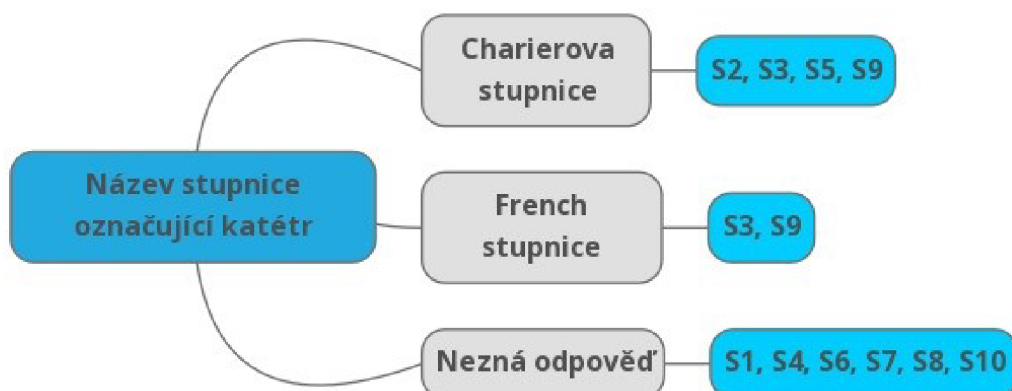 Název stupnice
označující katétr
Charierova
stupnice
S2, S3, S5, S9
French
stupnice
S3, S9
Nezná odpověď
S1, S4, S6, S7, S8, S10